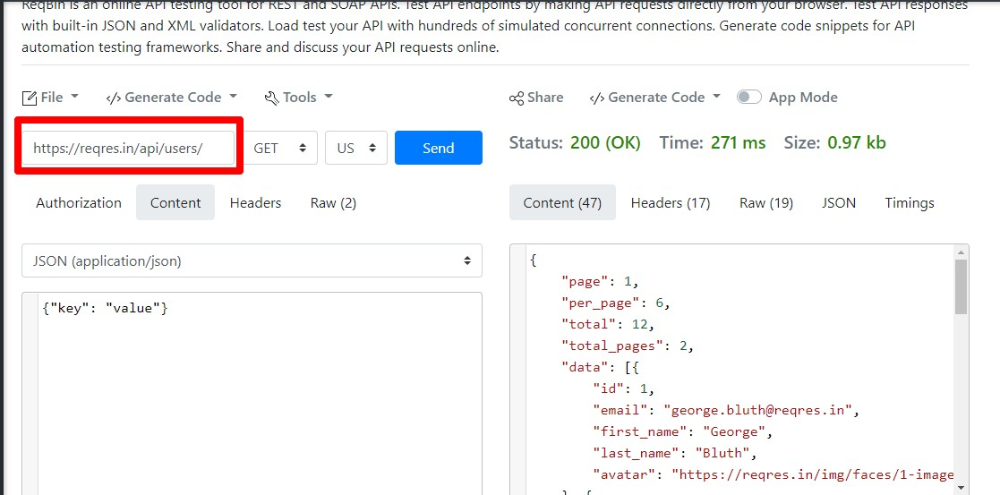 ReqBin is an online API testing tool for REST and SOAP APIs. Test API endpoints by making API requests directly from your browser. Test API responses
with built-in JSON and XML validators. Load test your API with hundreds of simulated concurrent connections. Generate code snippets for API
automation testing frameworks. Share and discuss your API requests online.
File </> Generate Code Tools
Share </> Generate Code App Mode
https://reqres.in/api/users/ GET US Send
Status: 200 (OK) Time: 271 ms Size: 0.97 kb
Authorization Content Headers Raw (2)
Content (47) Headers (17) Raw (19) JSON Timings
JSON (application/json)
{"key": "value"}
{
"page": 1,
"per_page": 6,
"total": 12,
"total_pages": 2,
"data": [{
"id": 1,
"email": "george.bluth@reqres.in",
"first_name": "George",
"last_name": "Bluth",
"avatar": "https://reqres.in/img/faces/1-image
}, {